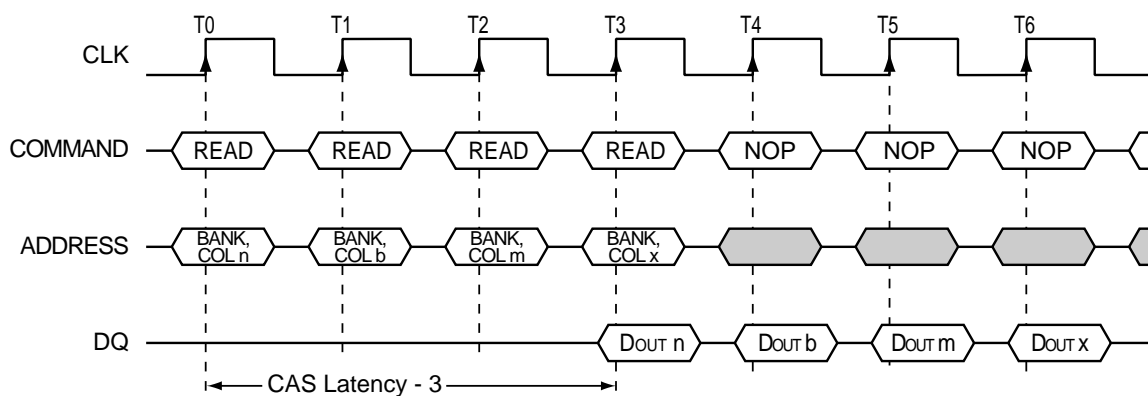 T0 T1 T2 T3 T4 T5 T6
CLK
COMMAND READ READ READ READ NOP NOP NOP
ADDRESS BANK, COL n BANK, COL b BANK, COL m BANK, COL x
DQ DOUT n DOUT b DOUT m DOUT x
CAS Latency - 3